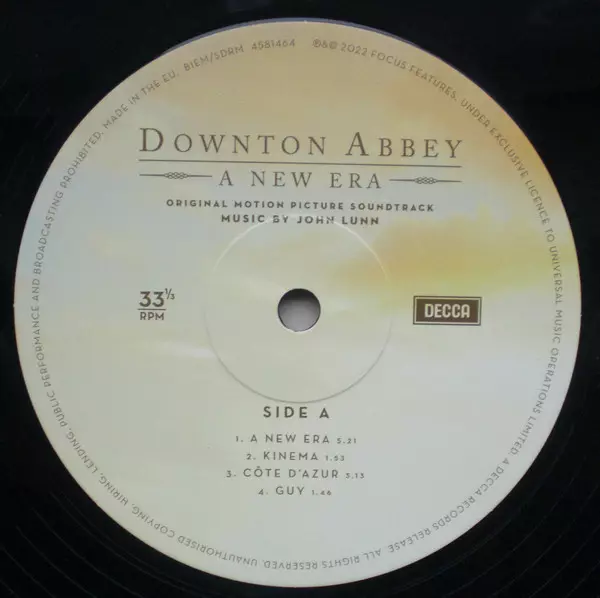 DOWNTON ABBEY
A NEW ERA
ORIGINAL MOTION PICTURE SOUNDTRACK
MUSIC BY JOHN LUNN
33 1/3
RPM
DECCA
SIDE A
1. A NEW ERA 5.21
2. KINEMA 1.53
3. CÔTE D'AZUR 3.13
4. GUY 1.46
℗&© 2022 FOCUS FEATURES, UNDER EXCLUSIVE LICENCE TO UNIVERSAL MUSIC OPERATIONS LIMITED. A DECCA RECORDS RELEASE. ALL RIGHTS RESERVED. UNAUTHORISED COPYING, HIRING, LENDING, PUBLIC PERFORMANCE AND BROADCASTING PROHIBITED. MADE IN THE EU. BIEM/SDRM 4581464